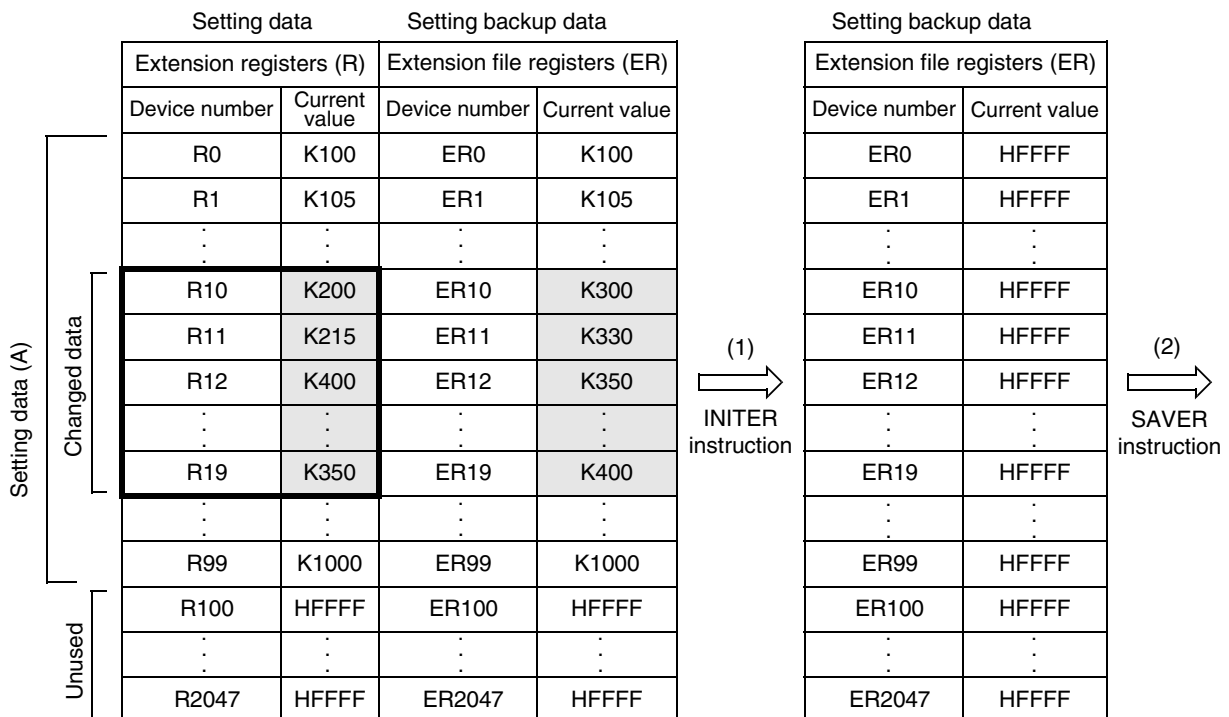 Setting data Setting backup data Setting backup data
Extension registers (R) Extension file registers (ER) Extension file registers (ER)
Device number Current value Device number Current value Device number Current value
R0 K100 ER0 K100 ER0 HFFFF
R1 K105 ER1 K105 ER1 HFFFF
: : : : : :
R10 K200 ER10 K300 ER10 HFFFF
R11 K215 ER11 K330 ER11 HFFFF
R12 K400 ER12 K350 ER12 HFFFF
: : : : : :
R19 K350 ER19 K400 ER19 HFFFF
: : : : : :
R99 K1000 ER99 K1000 ER99 HFFFF
R100 HFFFF ER100 HFFFF ER100 HFFFF
: : : : : :
R2047 HFFFF ER2047 HFFFF ER2047 HFFFF
Setting data (A)
Changed data
Unused
(1)
INITER
instruction
(2)
SAVER
instruction